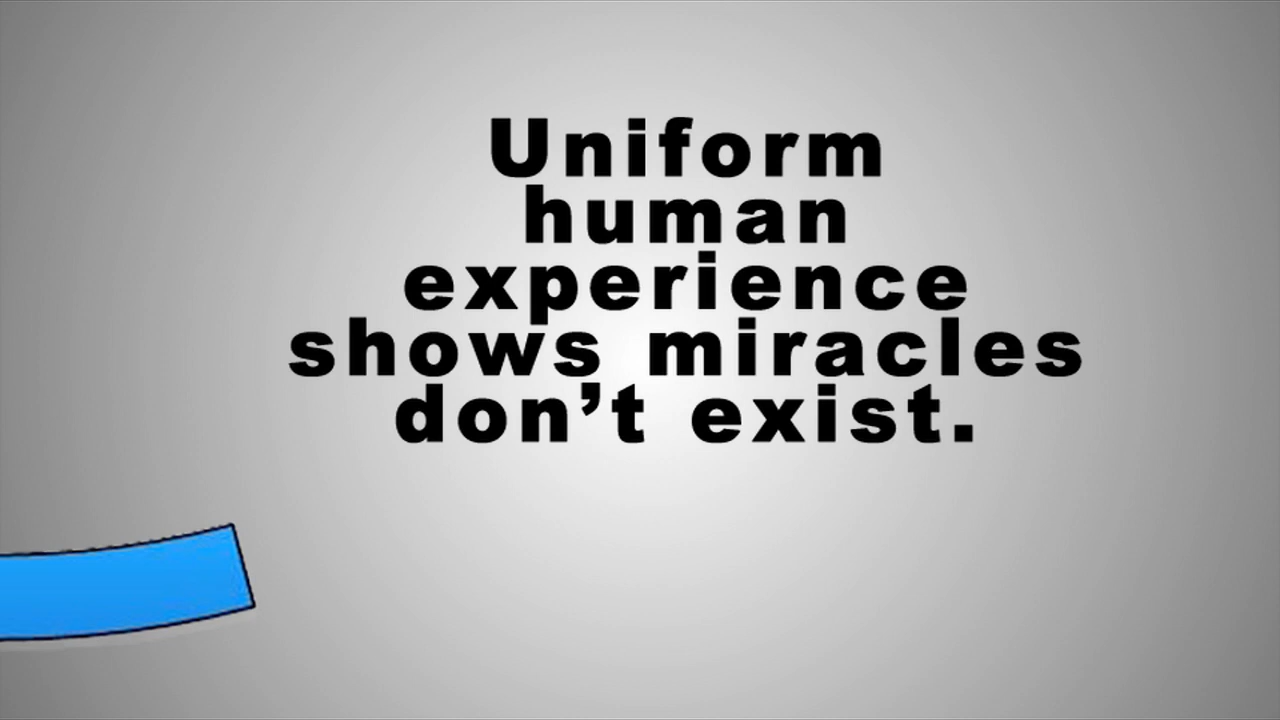 Uniform
human
experience
shows miracles
don’t exist.